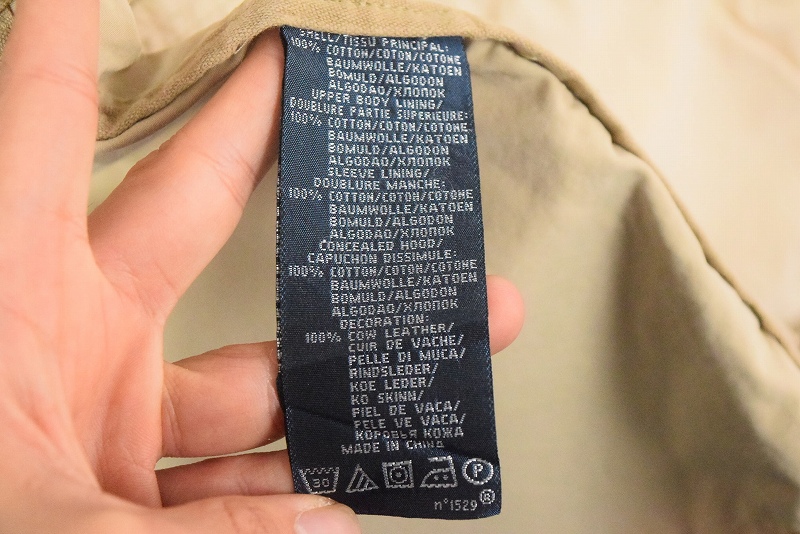 SHELL/TISSU PRINCIPAL:
100% COTTON/COTON/COTONE
BAUMWOLLE/KATOEN
BOMULD/ALGODON
ALGODAO/ХЛОПОК
UPPER BODY LINING/
DOUBLURE PARTIE SUPERIEURE:
100% COTTON/COTON/COTONE
BAUMWOLLE/KATOEN
BOMULD/ALGODON
ALGODAO/ХЛОПОК
SLEEVE LINING/
DOUBLURE MANCHE:
100% COTTON/COTON/COTONE
BAUMWOLLE/KATOEN
BOMULD/ALGODON
ALGODAO/ХЛОПОК
CONCEALED HOOD/
CAPUCHON DISSIMULE:
100% COTTON/COTON/COTONE
BAUMWOLLE/KATOEN
BOMULD/ALGODON
ALGODAO/ХЛОПОК
DECORATION:
100% COW LEATHER/
CUIR DE VACHE/
PELLE DI MUCA/
RINDSLEDER/
KOE LEDER/
KO SKINN/
PIEL DE VACA/
PELE VE VACA/
КОРОВЬЯ КОЖА
MADE IN CHINA
30 P
n°1529 ®